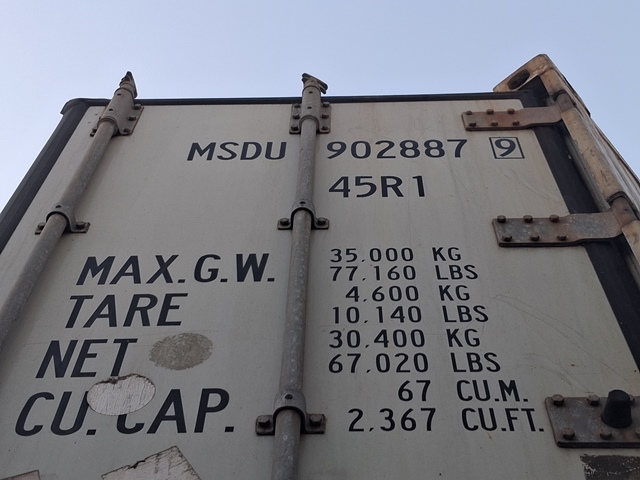 MSDU 902887 9
45R1
MAX.G.W. 35.000 KG
77.160 LBS
TARE 4.600 KG
10.140 LBS
NET 30.400 KG
67.020 LBS
CU. CAP. 67 CU.M.
2.367 CU.FT.